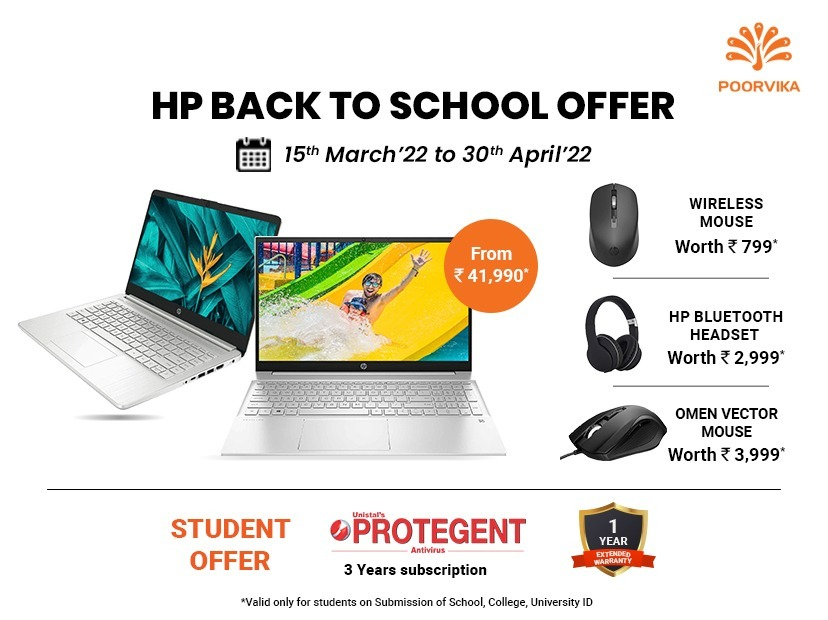 POORVIKA
HP BACK TO SCHOOL OFFER
15th March'22 to 30th April'22
From
₹ 41,990*
WIRELESS
MOUSE
Worth ₹ 799*
HP BLUETOOTH
HEADSET
Worth ₹ 2,999*
OMEN VECTOR
MOUSE
Worth ₹ 3,999*
STUDENT
OFFER
Unistal's
PROTEGENT
Antivirus
3 Years subscription
1
YEAR
EXTENDED
WARRANTY
*Valid only for students on Submission of School, College, University ID